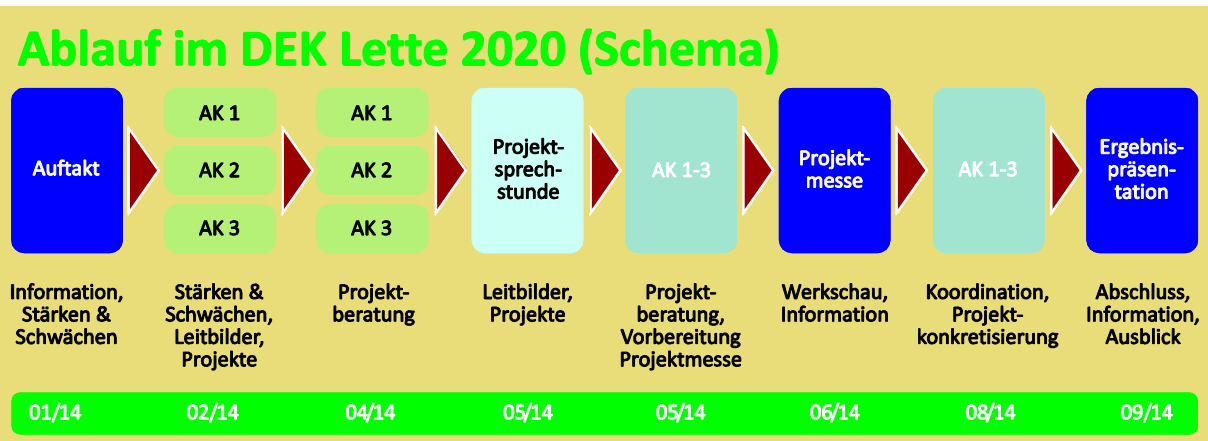 Ablauf im DEK Lette 2020 (Schema)
Auftakt
AK 1
AK 2
AK 3
AK 1
AK 2
AK 3
Projekt-
sprech-
stunde
AK 1-3
Projekt-
messe
AK 1-3
Ergebnis-
präsen-
tation
Information,
Stärken &
Schwächen
Stärken &
Schwächen,
Leitbilder,
Projekte
Projekt-
beratung
Leitbilder,
Projekte
Projekt-
beratung,
Vorbereitung
Projektmesse
Werkschau,
Information
Koordination,
Projekt-
konkretisierung
Abschluss,
Information,
Ausblick
01/14
02/14
04/14
05/14
05/14
06/14
08/14
09/14